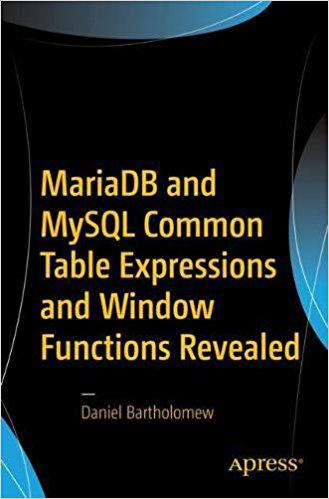 MariaDB and
MySQL Common
Table Expressions
and Window
Functions Revealed
—
Daniel Bartholomew
Apress®